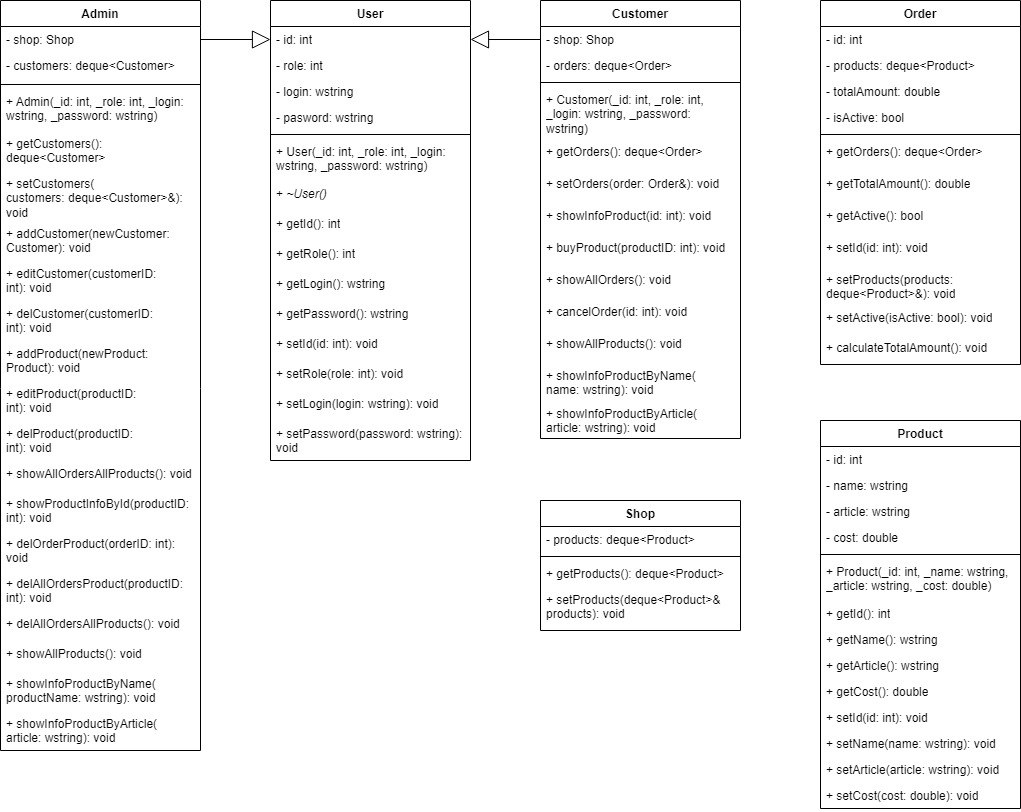 Admin
- shop: Shop
- customers: deque<Customer>
+ Admin(_id: int, _role: int, _login:
wstring, _password: wstring)
+ getCustomers():
deque<Customer>
+ setCustomers(
customers: deque<Customer>&):
void
+ addCustomer(newCustomer:
Customer): void
+ editCustomer(customerID:
int): void
+ delCustomer(customerID:
int): void
+ addProduct(newProduct:
Product): void
+ editProduct(productID:
int): void
+ delProduct(productID:
int): void
+ showAllOrdersAllProducts(): void
+ showProductInfoById(productID:
int): void
+ delOrderProduct(orderID: int):
void
+ delAllOrdersProduct(productID:
int): void
+ delAllOrdersAllProducts(): void
+ showAllProducts(): void
+ showInfoProductByName(
productName: wstring): void
+ showInfoProductByArticle(
article: wstring): void
User
- id: int
- role: int
- login: wstring
- pasword: wstring
+ User(_id: int, _role: int, _login:
wstring, _password: wstring)
+ ~User()
+ getId(): int
+ getRole(): int
+ getLogin(): wstring
+ getPassword(): wstring
+ setId(id: int): void
+ setRole(role: int): void
+ setLogin(login: wstring): void
+ setPassword(password: wstring):
void
Customer
- shop: Shop
- orders: deque<Order>
+ Customer(_id: int, _role: int,
_login: wstring, _password:
wstring)
+ getOrders(): deque<Order>
+ setOrders(order: Order&): void
+ showInfoProduct(id: int): void
+ buyProduct(productID: int): void
+ showAllOrders(): void
+ cancelOrder(id: int): void
+ showAllProducts(): void
+ showInfoProductByName(
name: wstring): void
+ showInfoProductByArticle(
article: wstring): void
Shop
- products: deque<Product>
+ getProducts(): deque<Product>
+ setProducts(deque<Product>&
products): void
Order
- id: int
- products: deque<Product>
- totalAmount: double
- isActive: bool
+ getOrders(): deque<Order>
+ getTotalAmount(): double
+ getActive(): bool
+ setId(id: int): void
+ setProducts(products:
deque<Product>&): void
+ setActive(isActive: bool): void
+ calculateTotalAmount(): void
Product
- id: int
- name: wstring
- article: wstring
- cost: double
+ Product(_id: int, _name: wstring,
_article: wstring, _cost: double)
+ getId(): int
+ getName(): wstring
+ getArticle(): wstring
+ getCost(): double
+ setId(id: int): void
+ setName(name: wstring): void
+ setArticle(article: wstring): void
+ setCost(cost: double): void